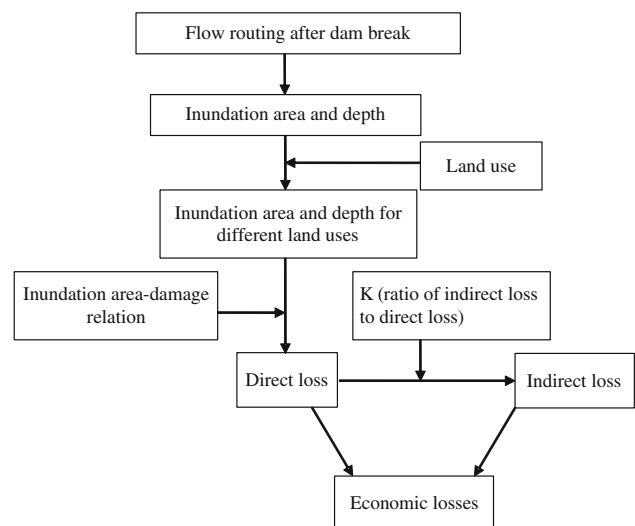 Flow routing after dam break
Inundation area and depth
Land use
Inundation area and depth for
different land uses
Inundation area-damage
relation
K (ratio of indirect loss
to direct loss)
Direct loss
Indirect loss
Economic losses